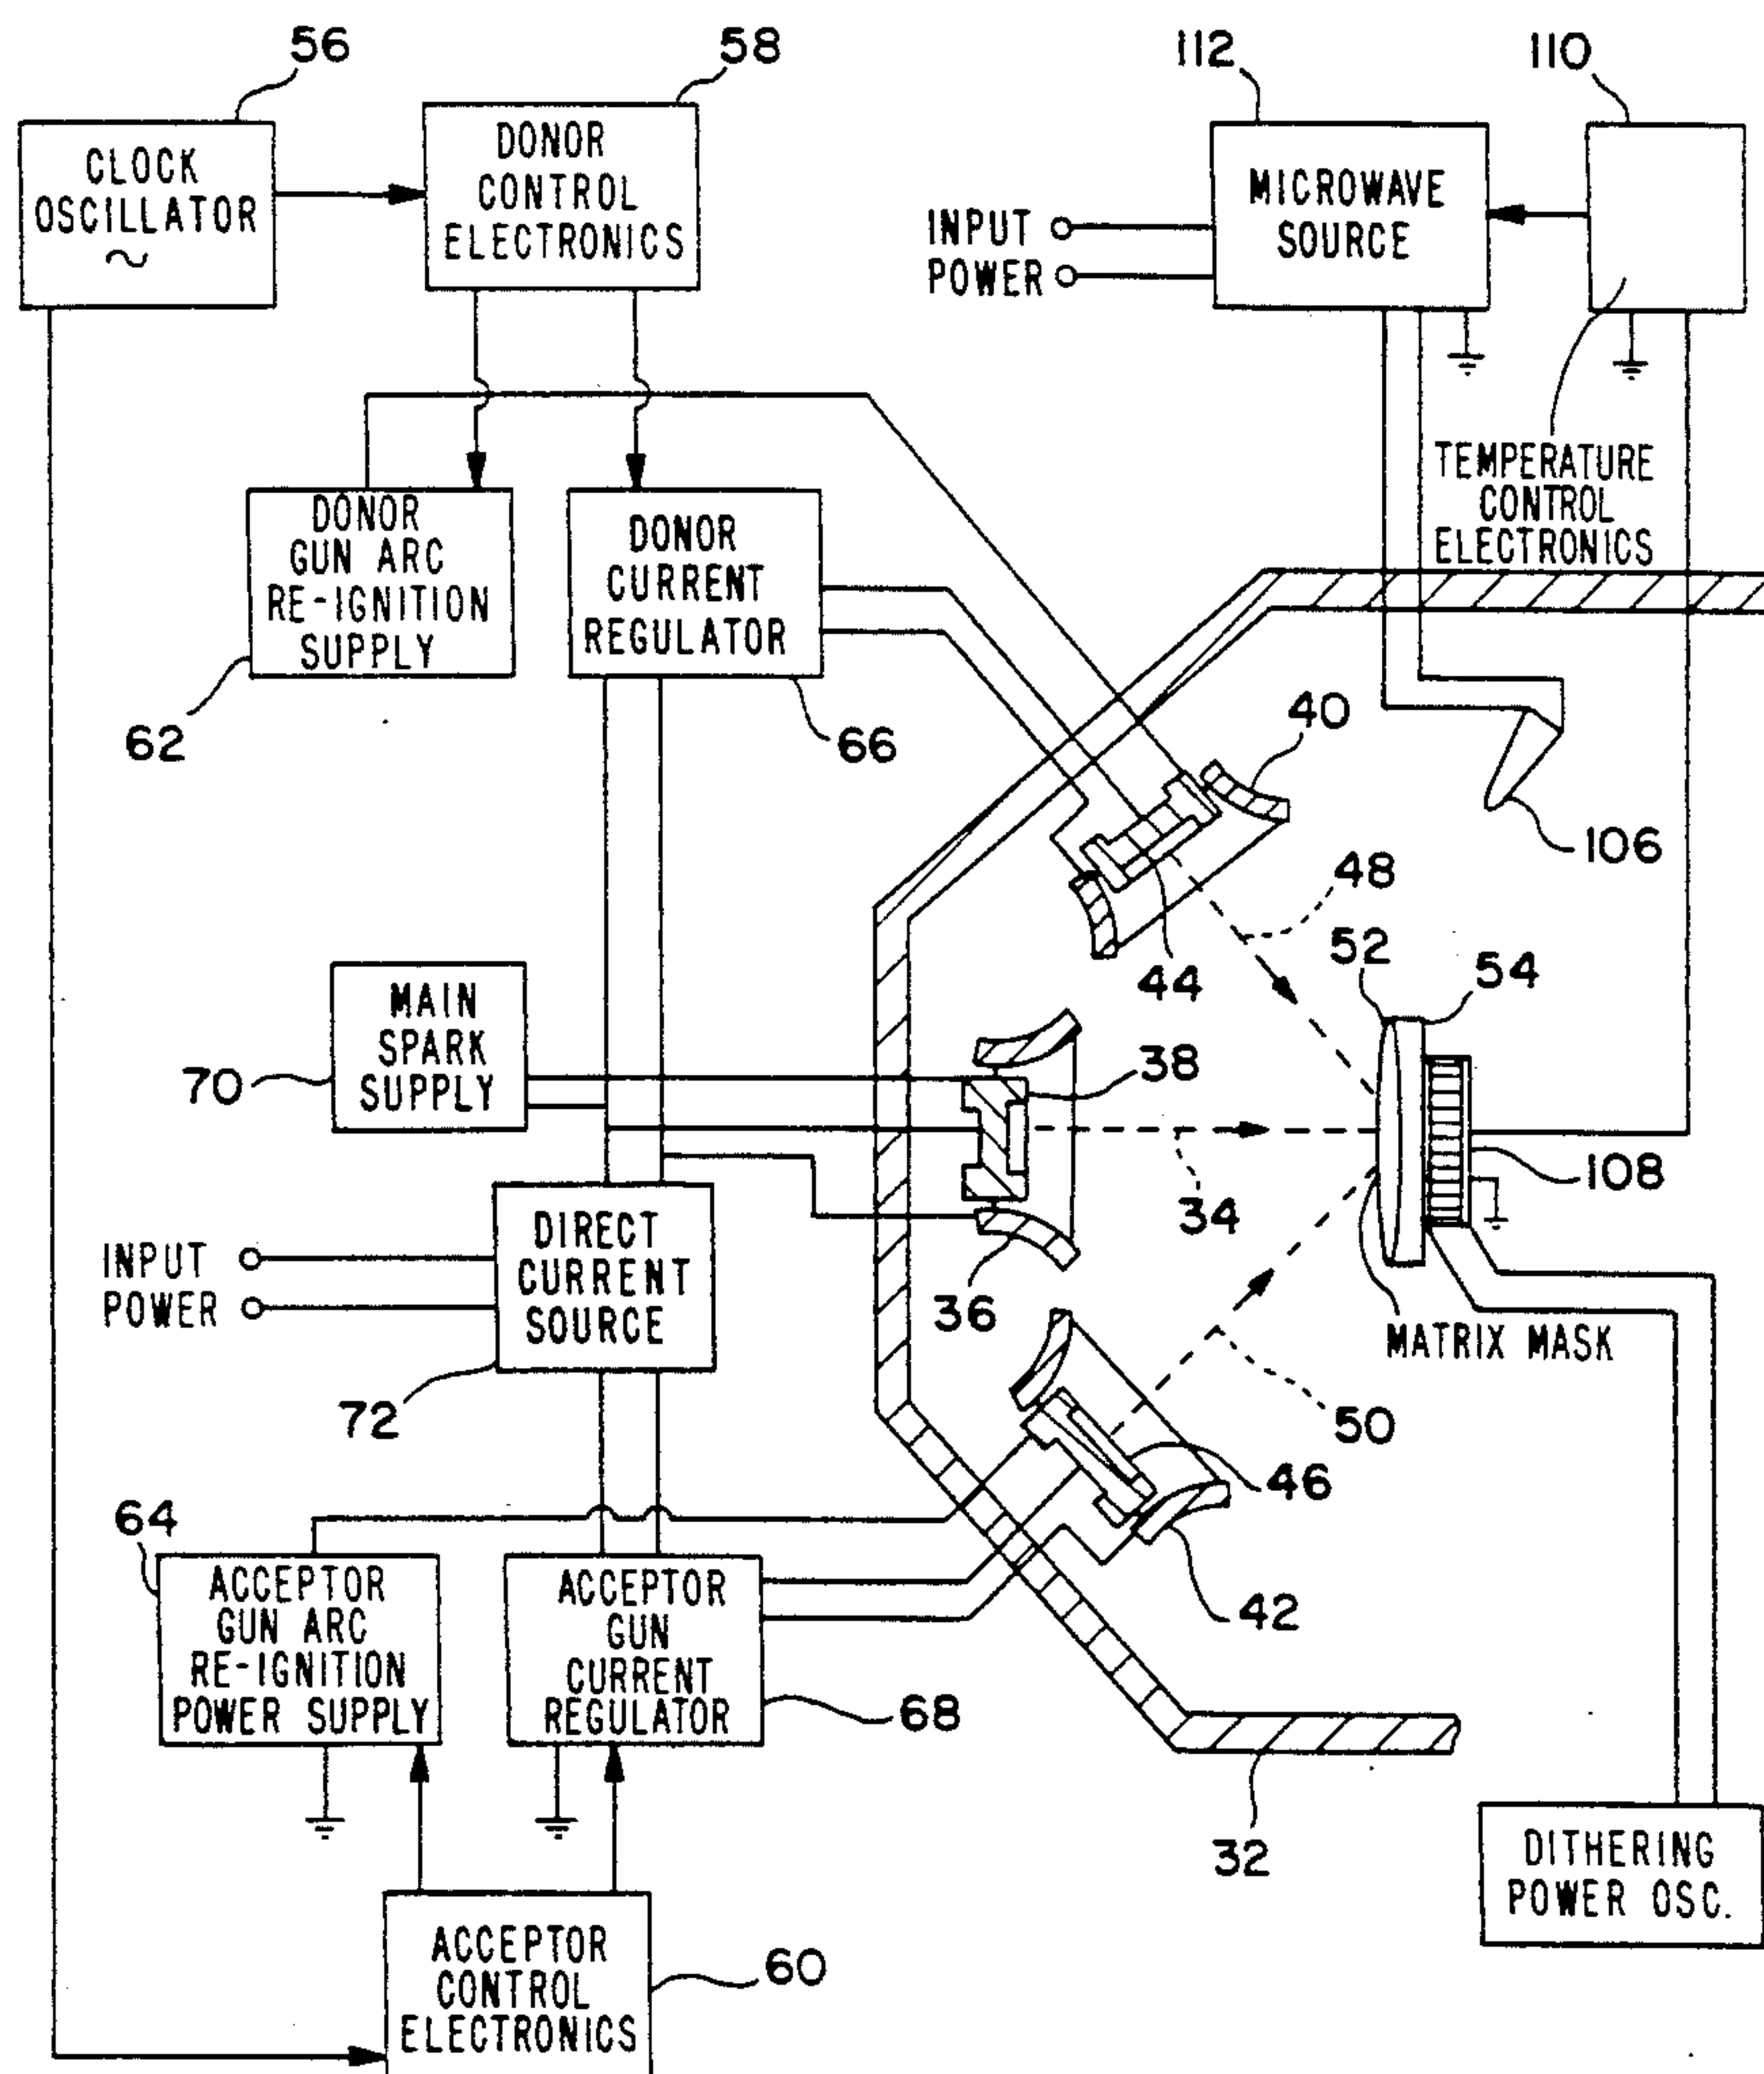 56
58
112
110
CLOCK
OSCILLATOR
~
DONOR
CONTROL
ELECTRONICS
MICROWAVE
SOURCE
INPUT
POWER
TEMPERATURE
CONTROL
ELECTRONICS
DONOR
GUN ARC
RE-IGNITION
SUPPLY
DONOR
CURRENT
REGULATOR
62
66
40
106
48
52
54
44
MAIN
SPARK
SUPPLY
70
38
108
34
DIRECT
CURRENT
SOURCE
INPUT
POWER
36
MATRIX MASK
72
50
46
64
ACCEPTOR
GUN ARC
RE-IGNITION
POWER SUPPLY
ACCEPTOR
GUN
CURRENT
REGULATOR
42
68
32
DITHERING
POWER OSC.
ACCEPTOR
CONTROL
ELECTRONICS
60